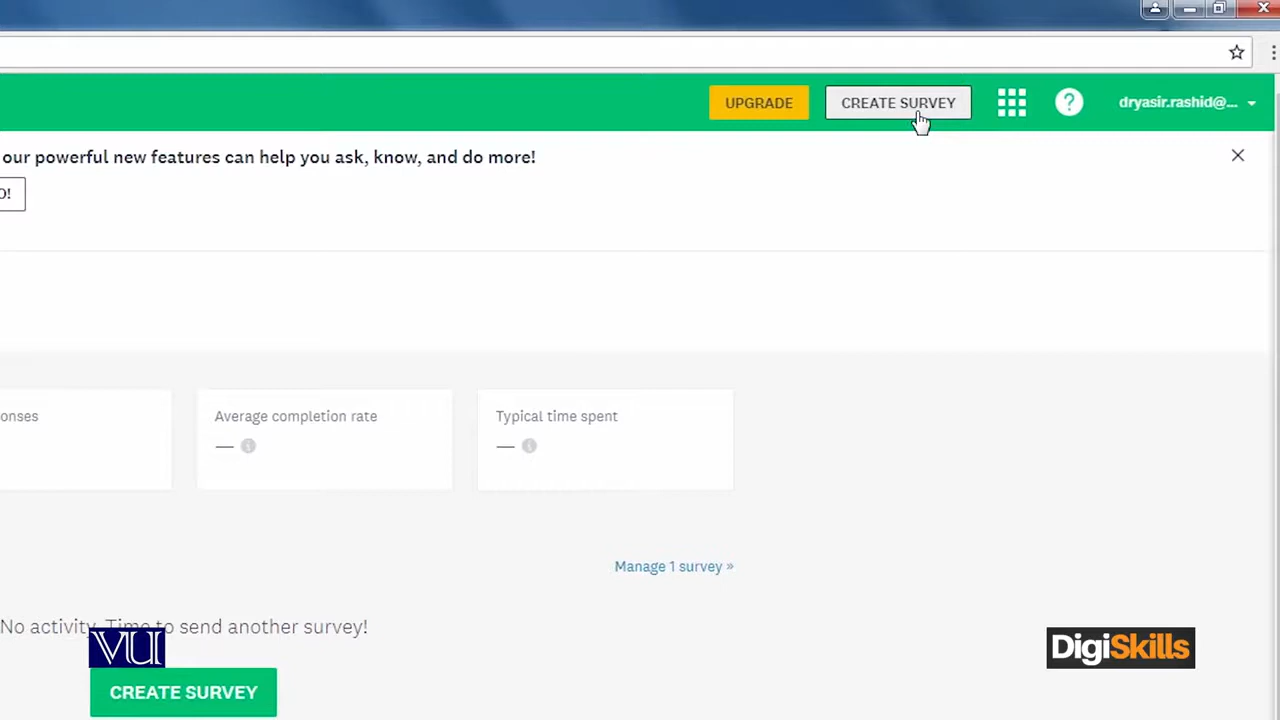 UPGRADE
CREATE SURVEY
?
dryasir.rashid@...
our powerful new features can help you ask, know, and do more!
O!
onses
Average completion rate
Typical time spent
—
—
Manage 1 survey »
No activity. Time to send another survey!
VU
DigiSkills
CREATE SURVEY